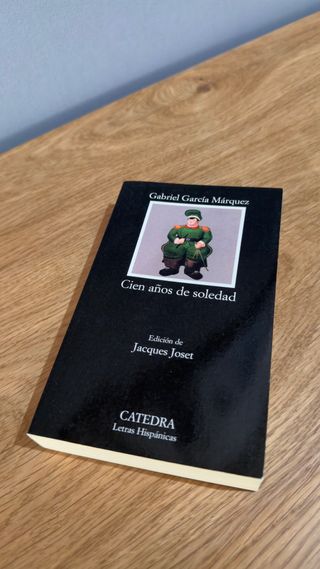 Gabriel García Márquez
Cien años de soledad
Edición de
Jacques Joset
CATEDRA
Letras Hispánicas